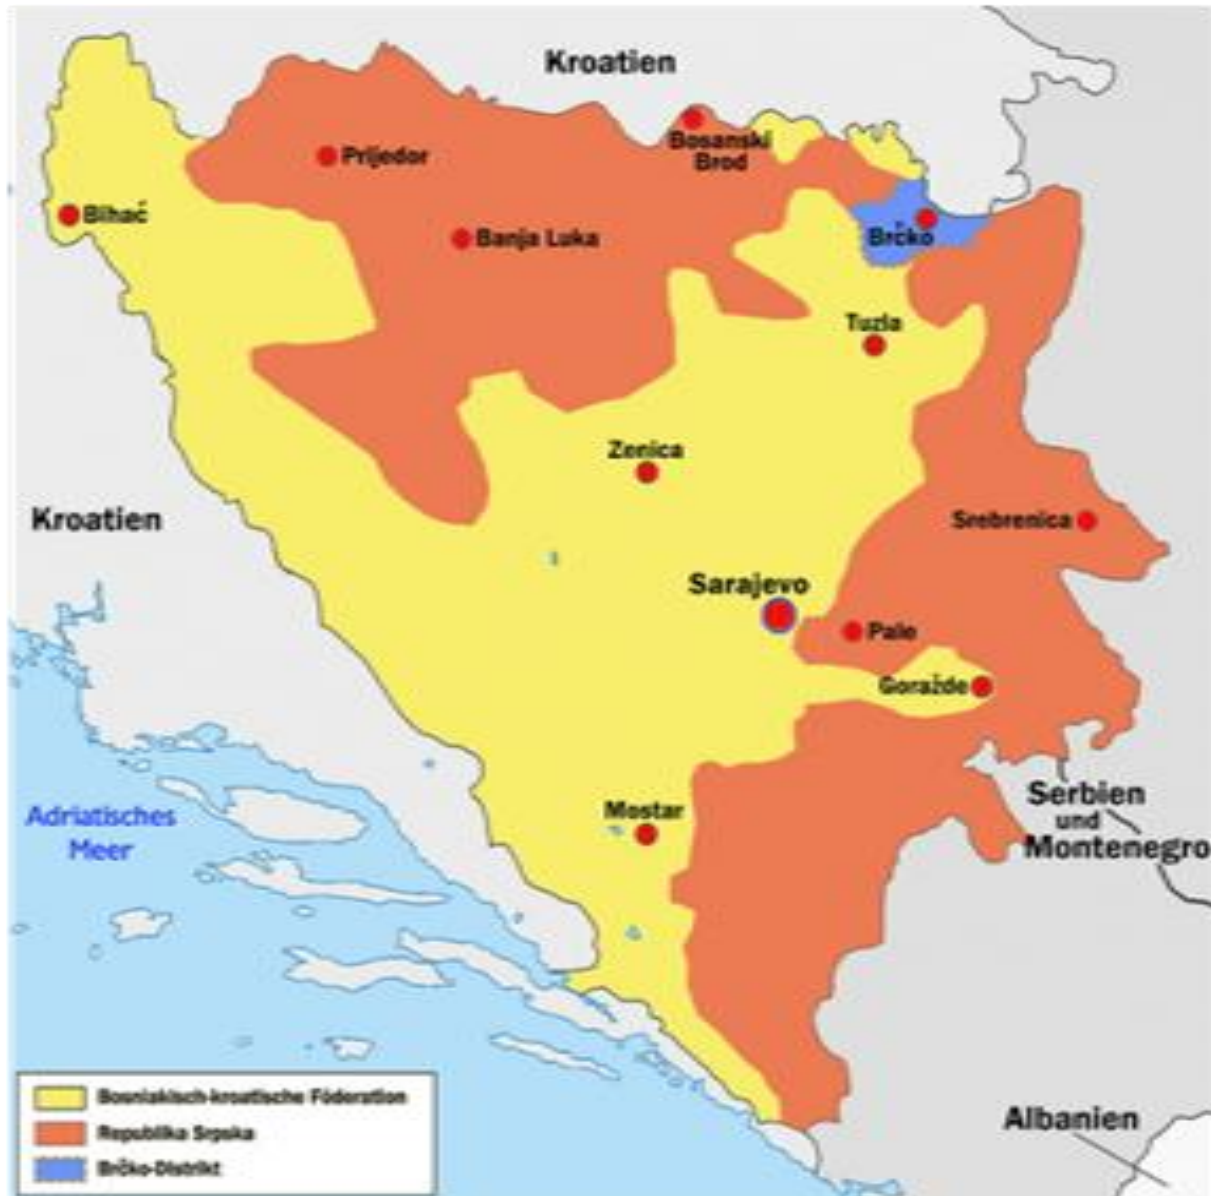 Kroatien
Bosanski
Brod
Prijedor
Bihać
Banja Luka
Brčko
Tuzla
Zenica
Kroatien
Srebrenica
Sarajevo
Pale
Goražde
Serbien
und
Montenegro
Mostar
Adriatisches
Meer
Bosniakisch-kroatische Föderation
Republika Srpska
Brčko-Distrikt
Albanien